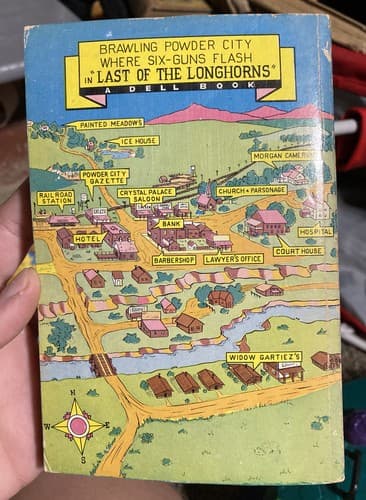 BRAWLING POWDER CITY
WHERE SIX-GUNS FLASH
IN "LAST OF THE LONGHORNS"
A DELL BOOK
PAINTED MEADOWS
ICE HOUSE
MORGAN CAMERON
POWDER CITY
GAZETTE
RAILROAD
STATION
CRYSTAL PALACE
SALOON
CHURCH & PARSONAGE
HOTEL
BANK
HOSPITAL
BARBERSHOP
LAWYER'S OFFICE
COURT HOUSE
WIDOW GARTIEZ'S
N
W
E
S